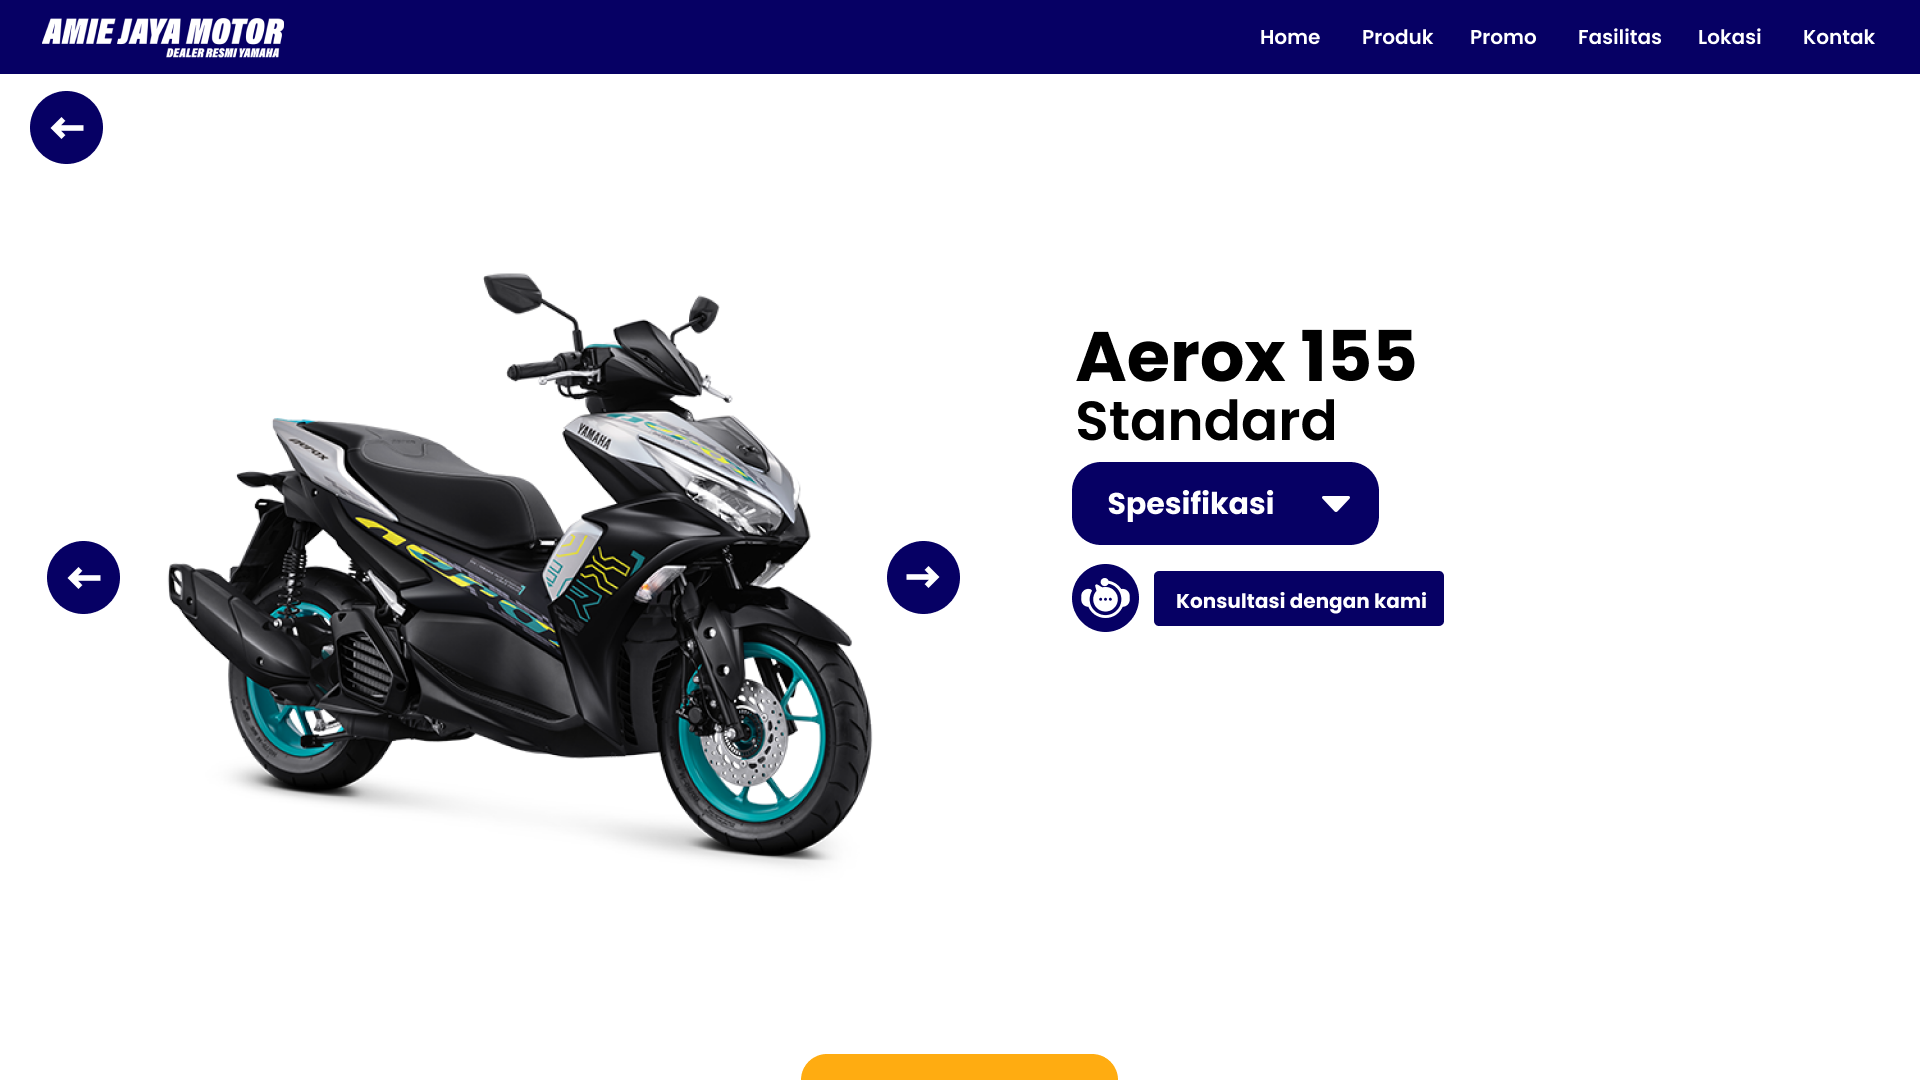 AMIE JAYA MOTOR
DEALER RESMI YAMAHA
Home Produk Promo Fasilitas Lokasi Kontak
Aerox 155
Standard
Spesifikasi
Konsultasi dengan kami
YAMAHA
aerox